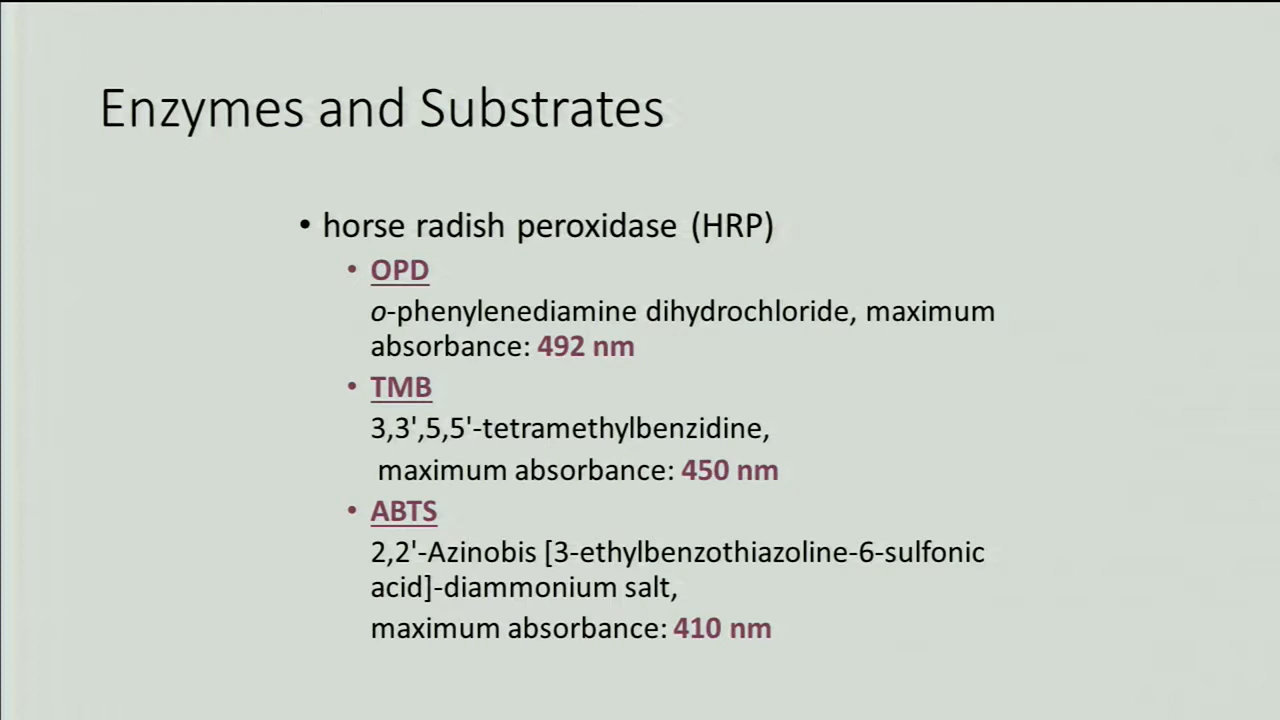 Enzymes and Substrates
• horse radish peroxidase (HRP)
• OPD
o-phenylenediamine dihydrochloride, maximum
absorbance: 492 nm
• TMB
3,3',5,5'-tetramethylbenzidine,
maximum absorbance: 450 nm
• ABTS
2,2'-Azinobis [3-ethylbenzothiazoline-6-sulfonic
acid]-diammonium salt,
maximum absorbance: 410 nm